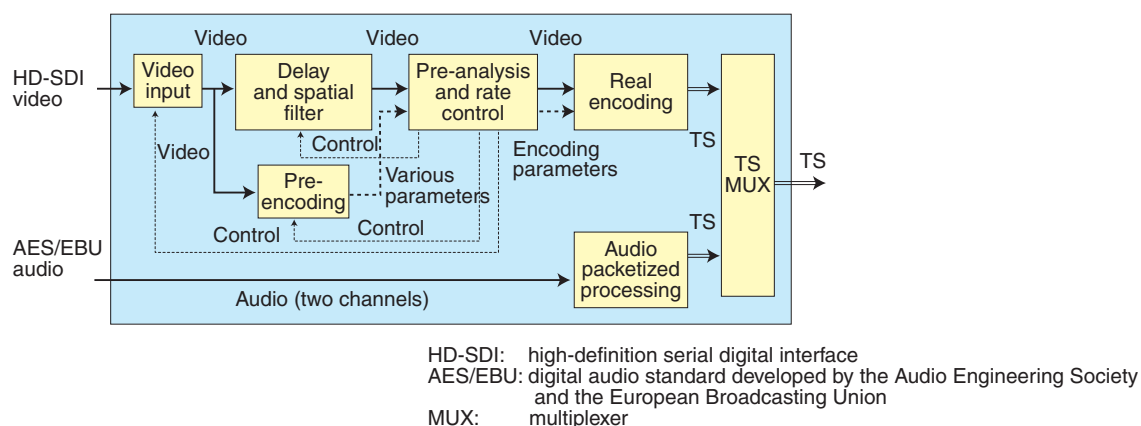 Video
Video
Video
HD-SDI
video
Video
input
Delay
and spatial
filter
Pre-analysis
and rate
control
Real
encoding
TS
Control
Video
Encoding
parameters
Various
parameters
Pre-
encoding
TS
MUX
TS
Control
Control
TS
AES/EBU
audio
Audio
packetized
processing
Audio (two channels)
HD-SDI: high-definition serial digital interface
AES/EBU: digital audio standard developed by the Audio Engineering Society
and the European Broadcasting Union
MUX: multiplexer